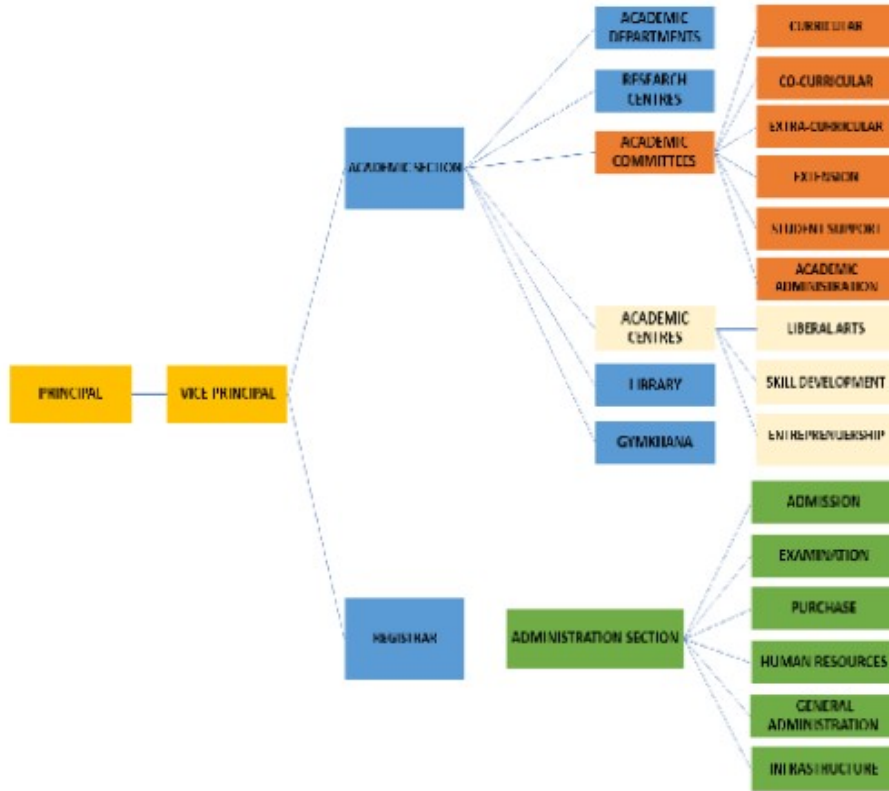 PRINCIPAL
VICE PRINCIPAL
ACADEMIC SECTION
REGISTRAR
ACADEMIC
DEPARTMENTS
RESEARCH
CENTRES
ACADEMIC
COMMITTEES
CURRICULAR
CO-CURRICULAR
EXTRA-CURRICULAR
EXTENSION
STUDENT SUPPORT
ACADEMIC
ADMINISTRATION
ACADEMIC
CENTRES
LIBERAL ARTS
SKILL DEVELOPMENT
ENTREPRENDERSHIP
LIBRARY
GYMKHANA
ADMINISTRATION SECTION
ADMISSION
EXAMINATION
PURCHASE
HUMAN RESOURCES
GENERAL
ADMINISTRATION
INFRASTRUCTURE